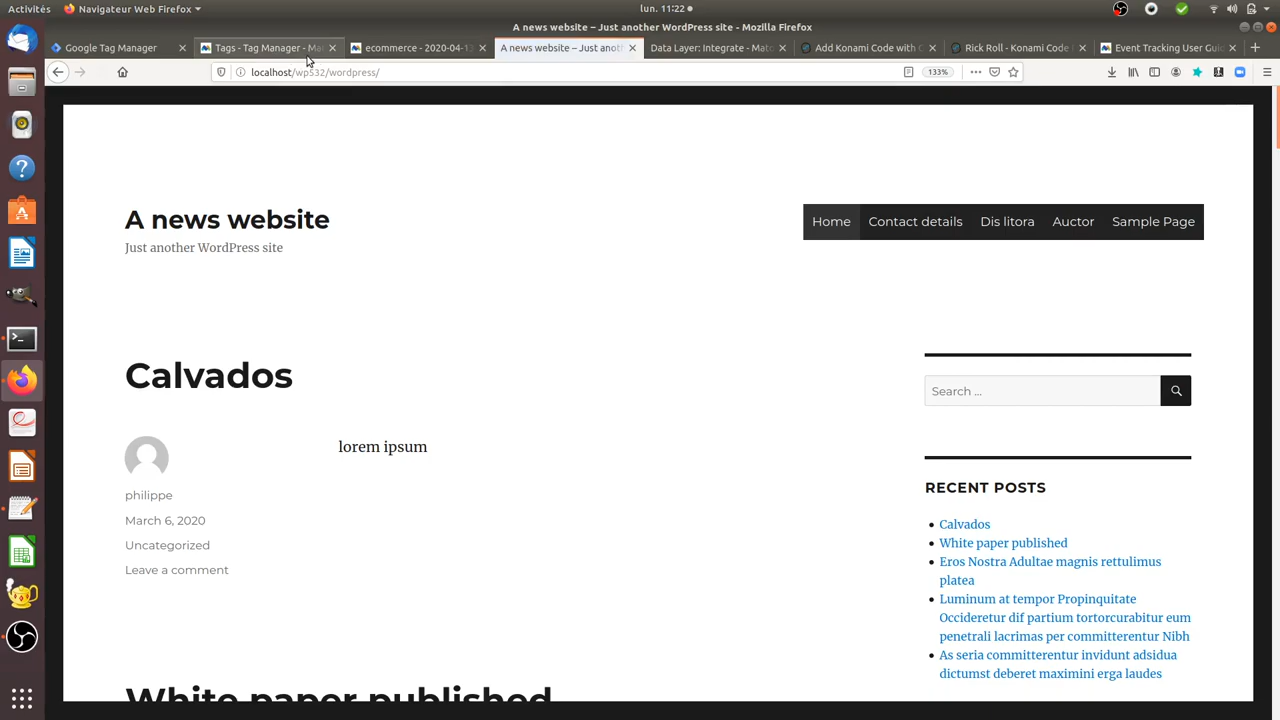 Activités
Navigateur Web Firefox
lun. 11:22
A news website – Just another WordPress site - Mozilla Firefox
Google Tag Manager
Tags - Tag Manager - Ma
ecommerce - 2020-04-1
A news website – Just anoth
Data Layer: Integrate - Mato
Add Konami Code with G
Rick Roll - Konami Code
Event Tracking User Guid
localhost/wp532/wordpress/
133%
A news website
Just another WordPress site
Home
Contact details
Dis litora
Auctor
Sample Page
Calvados
philippe
March 6, 2020
Uncategorized
Leave a comment
lorem ipsum
White paper published
Search …
RECENT POSTS
Calvados
White paper published
Eros Nostra Adultae magnis rettulimus
platea
Luminum at tempor Propinquitate
Occideretur dif partium tortorcurabitur eum
penetrali lacrimas per committerentur Nibh
As seria committerentur invidunt adsidua
dictumst deberet maximini erga laudes